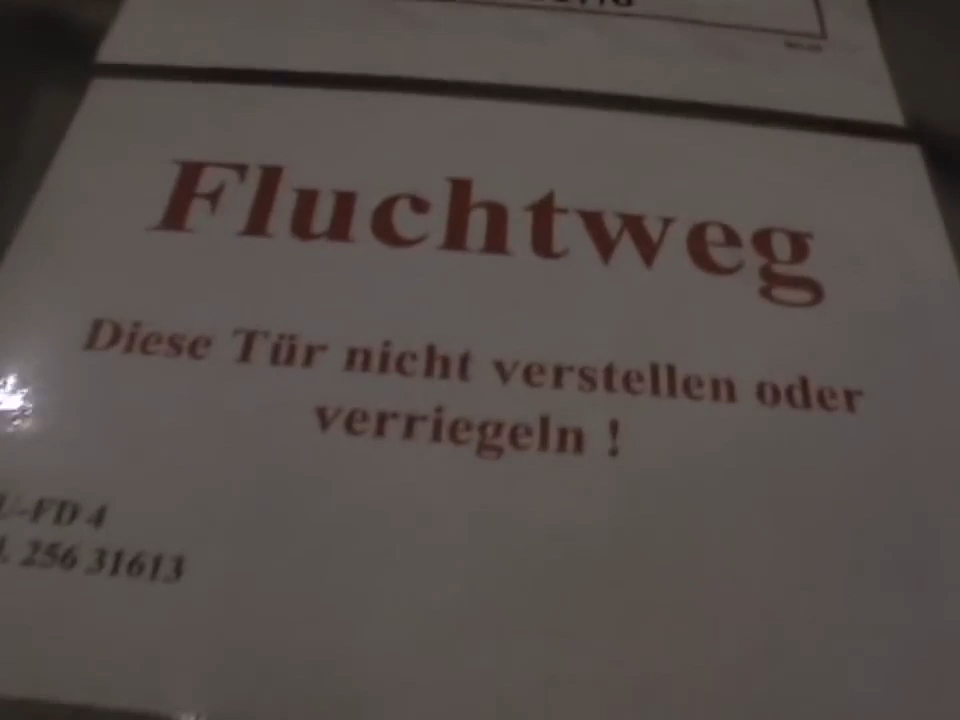 Fluchtweg
Diese Tür nicht verstellen oder
verriegeln !
U-FD 4
256 31613